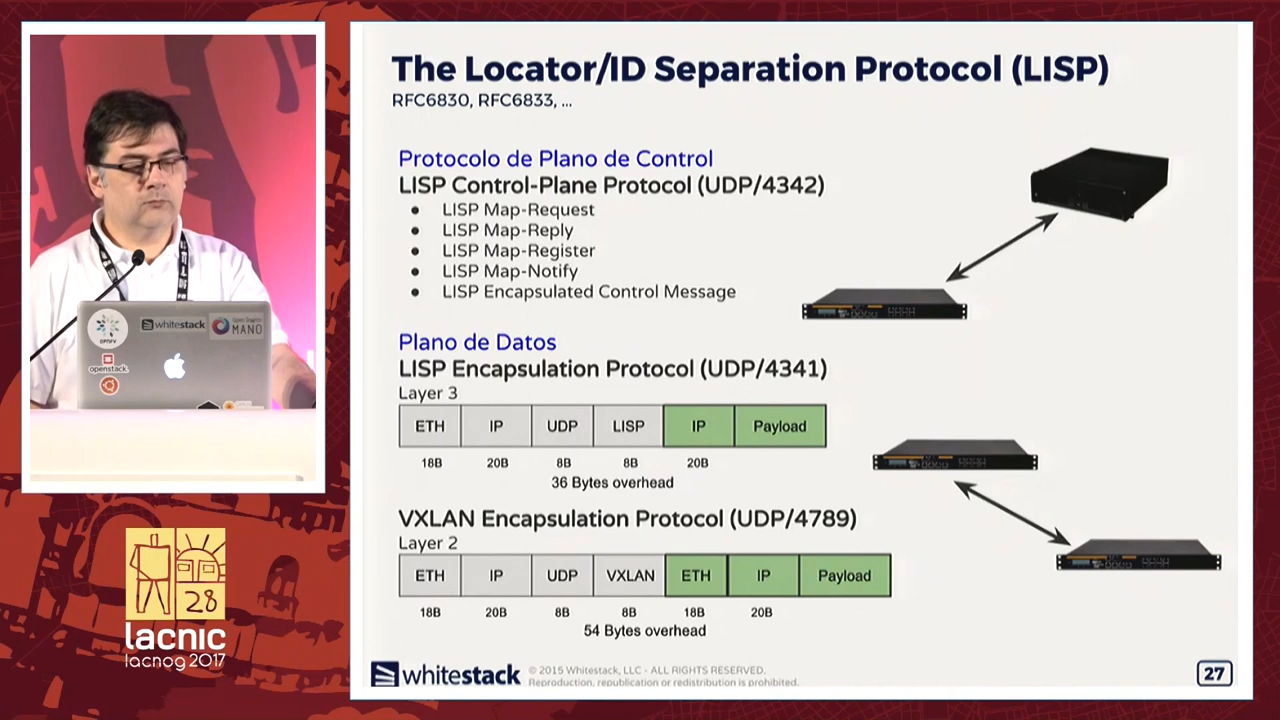 The Locator/ID Separation Protocol (LISP)
RFC6830, RFC6833, ...
Protocolo de Plano de Control
LISP Control-Plane Protocol (UDP/4342)
● LISP Map-Request
● LISP Map-Reply
● LISP Map-Register
● LISP Map-Notify
● LISP Encapsulated Control Message
Plano de Datos
LISP Encapsulation Protocol (UDP/4341)
Layer 3
ETH IP UDP LISP IP Payload
18B 20B 8B 8B 20B
36 Bytes overhead
VXLAN Encapsulation Protocol (UDP/4789)
Layer 2
ETH IP UDP VXLAN ETH IP Payload
18B 20B 8B 8B 18B 20B
54 Bytes overhead
whitestack
© 2015 Whitestack, LLC - ALL RIGHTS RESERVED.
Reproduction, republication or redistribution is prohibited.
27
whitestack
MANO
openstack
28
lacnic
lacnog 2017